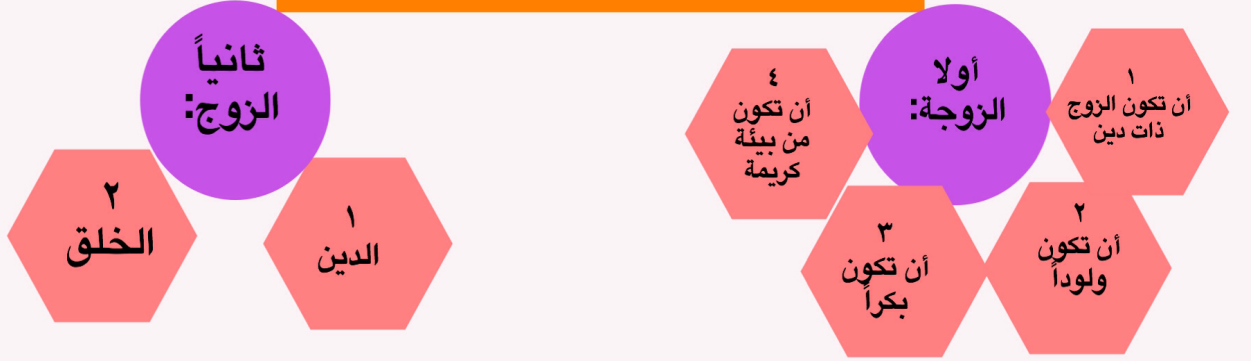 أولا
الزوجة:
١
أن تكون الزوج
ذات دين
٢
أن تكون
ولوداً
٣
أن تكون
بكراً
٤
أن تكون
من بيئة
كريمة
ثانياً
الزوج:
١
الدين
٢
الخلق